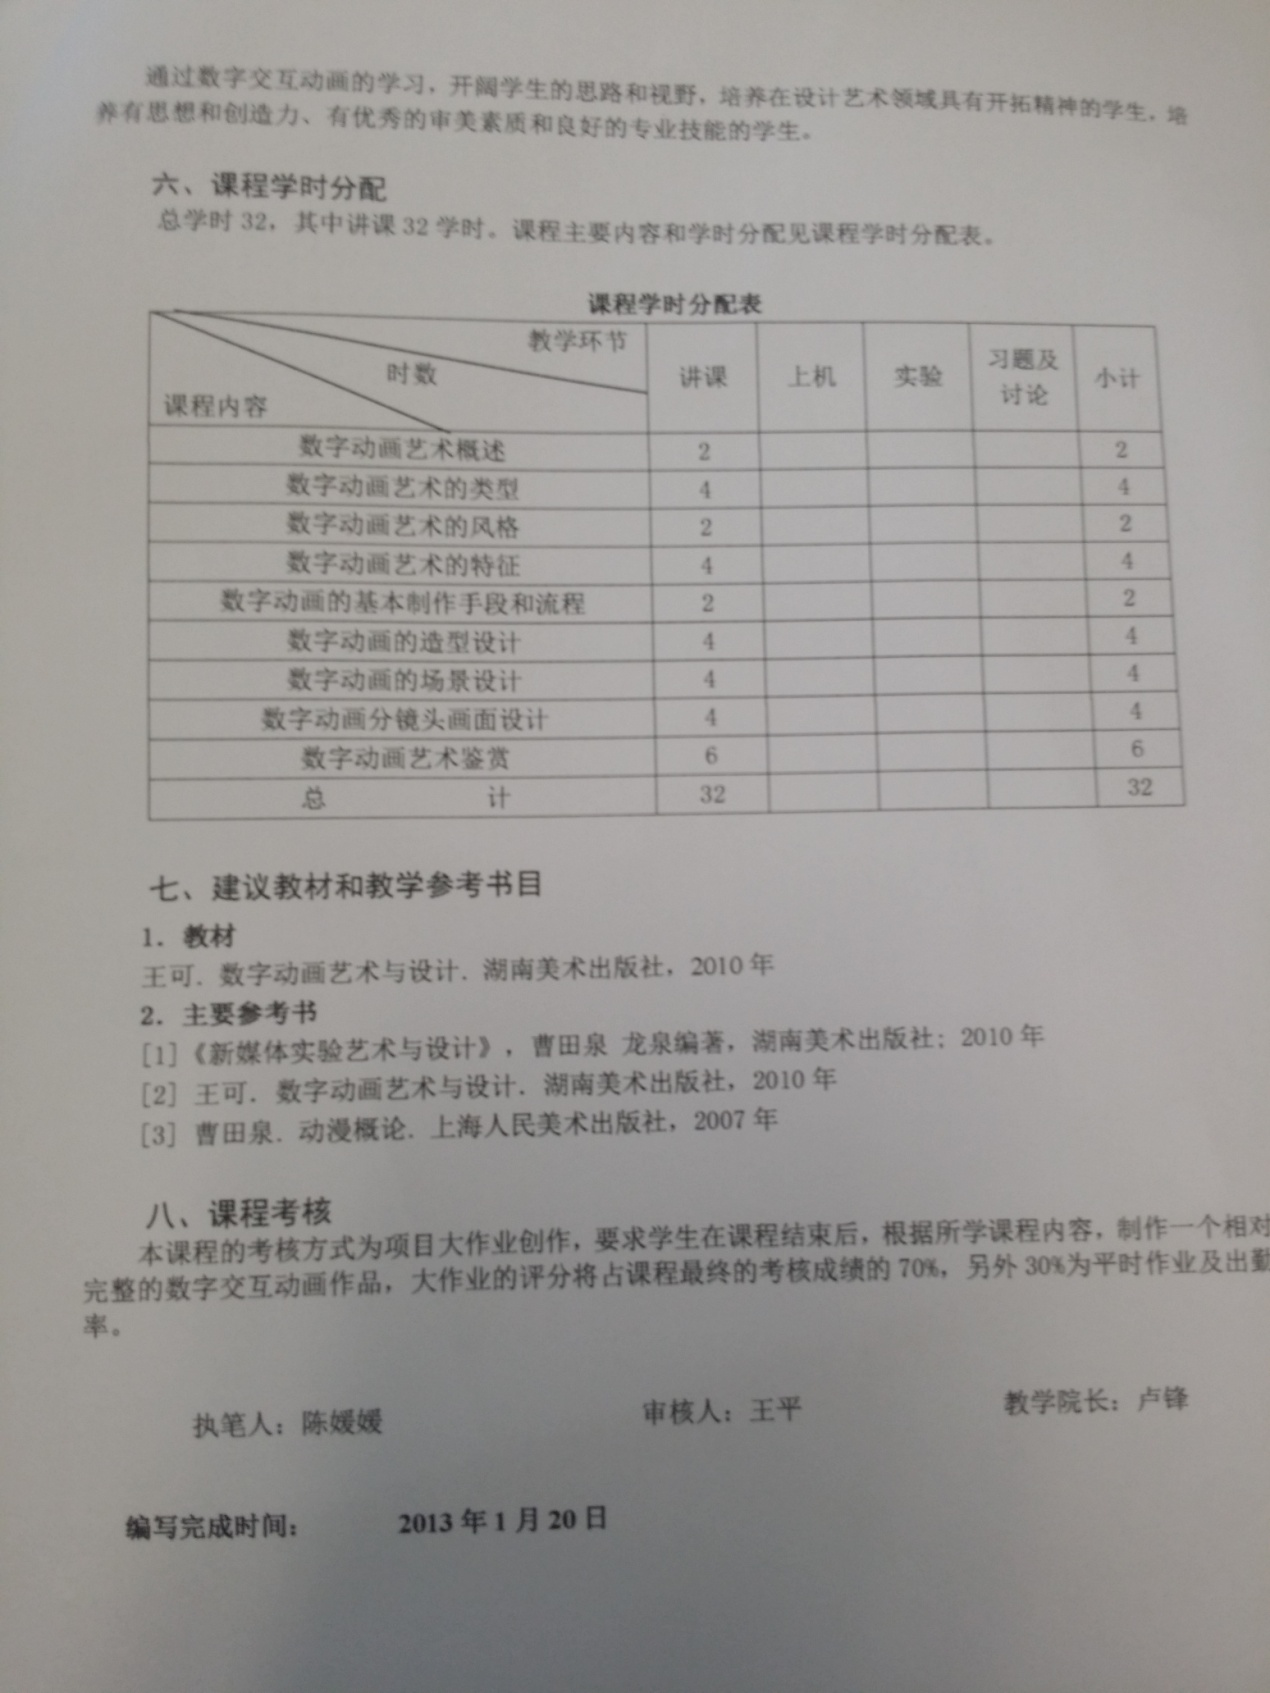 通过数字交互动画的学习，开阔学生的思路和视野，培养在设计艺术领域具有开拓精神的学生，培
养有思想和创造力、有优秀的审美素质和良好的专业技能的学生。
六、课程学时分配
总学时 32，其中讲课 32 学时。课程主要内容和学时分配见课程学时分配表。
课程学时分配表
教学环节
时数
课程内容
讲课 上机 实验 习题及讨论 小计
数字动画艺术概述 2 2
数字动画艺术的类型 4 4
数字动画艺术的风格 2 2
数字动画艺术的特征 4 4
数字动画的基本制作手段和流程 2 2
数字动画的造型设计 4 4
数字动画的场景设计 4 4
数字动画分镜头画面设计 4 4
数字动画艺术鉴赏 6 6
总 计 32 32
七、建议教材和教学参考书目
1．教材
王可．数字动画艺术与设计．湖南美术出版社，2010 年
2．主要参考书
[1]《新媒体实验艺术与设计》，曹田泉 龙泉编著，湖南美术出版社；2010 年
[2] 王可．数字动画艺术与设计．湖南美术出版社，2010 年
[3] 曹田泉．动漫概论．上海人民美术出版社，2007 年
八、课程考核
本课程的考核方式为项目大作业创作，要求学生在课程结束后，根据所学课程内容，制作一个相对
完整的数字交互动画作品，大作业的评分将占课程最终的考核成绩的 70%，另外 30%为平时作业及出勤
率。
执笔人：陈媛媛 审核人：王平 教学院长：卢锋
编写完成时间： 2013 年 1 月 20 日